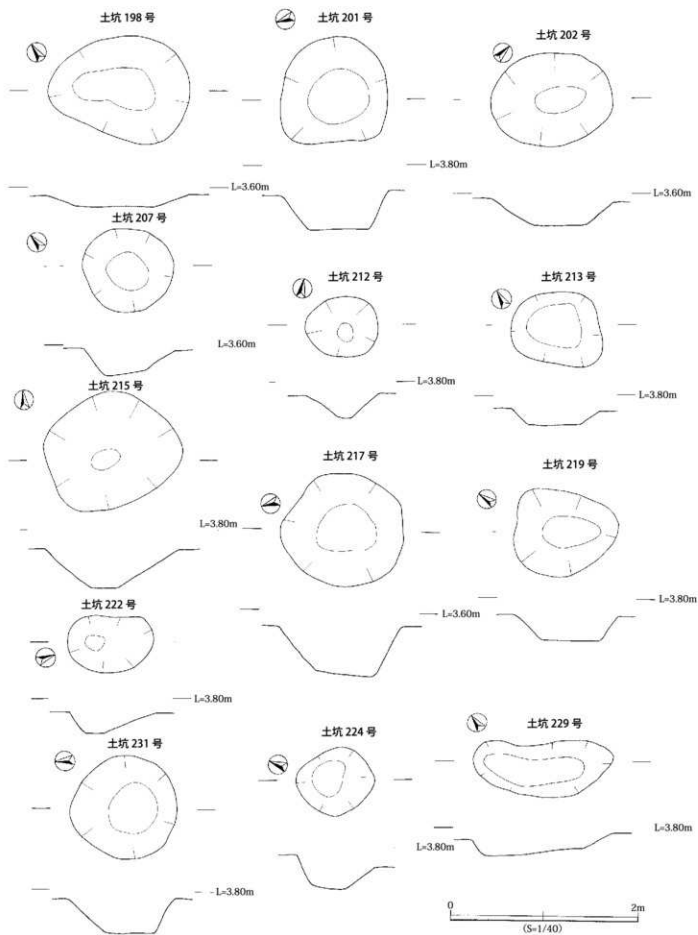 土坑 198 号
土坑 201 号
土坑 202 号
L=3.60m
L=3.80m
L=3.60m
土坑 207 号
土坑 212 号
土坑 213 号
L=3.60m
L=3.80m
L=3.80m
土坑 215 号
土坑 217 号
土坑 219 号
L=3.80m
L=3.60m
L=3.80m
土坑 222 号
L=3.80m
土坑 231 号
土坑 224 号
土坑 229 号
L=3.80m
L=3.80m
L=3.80m
0 2m
(S=1/40)